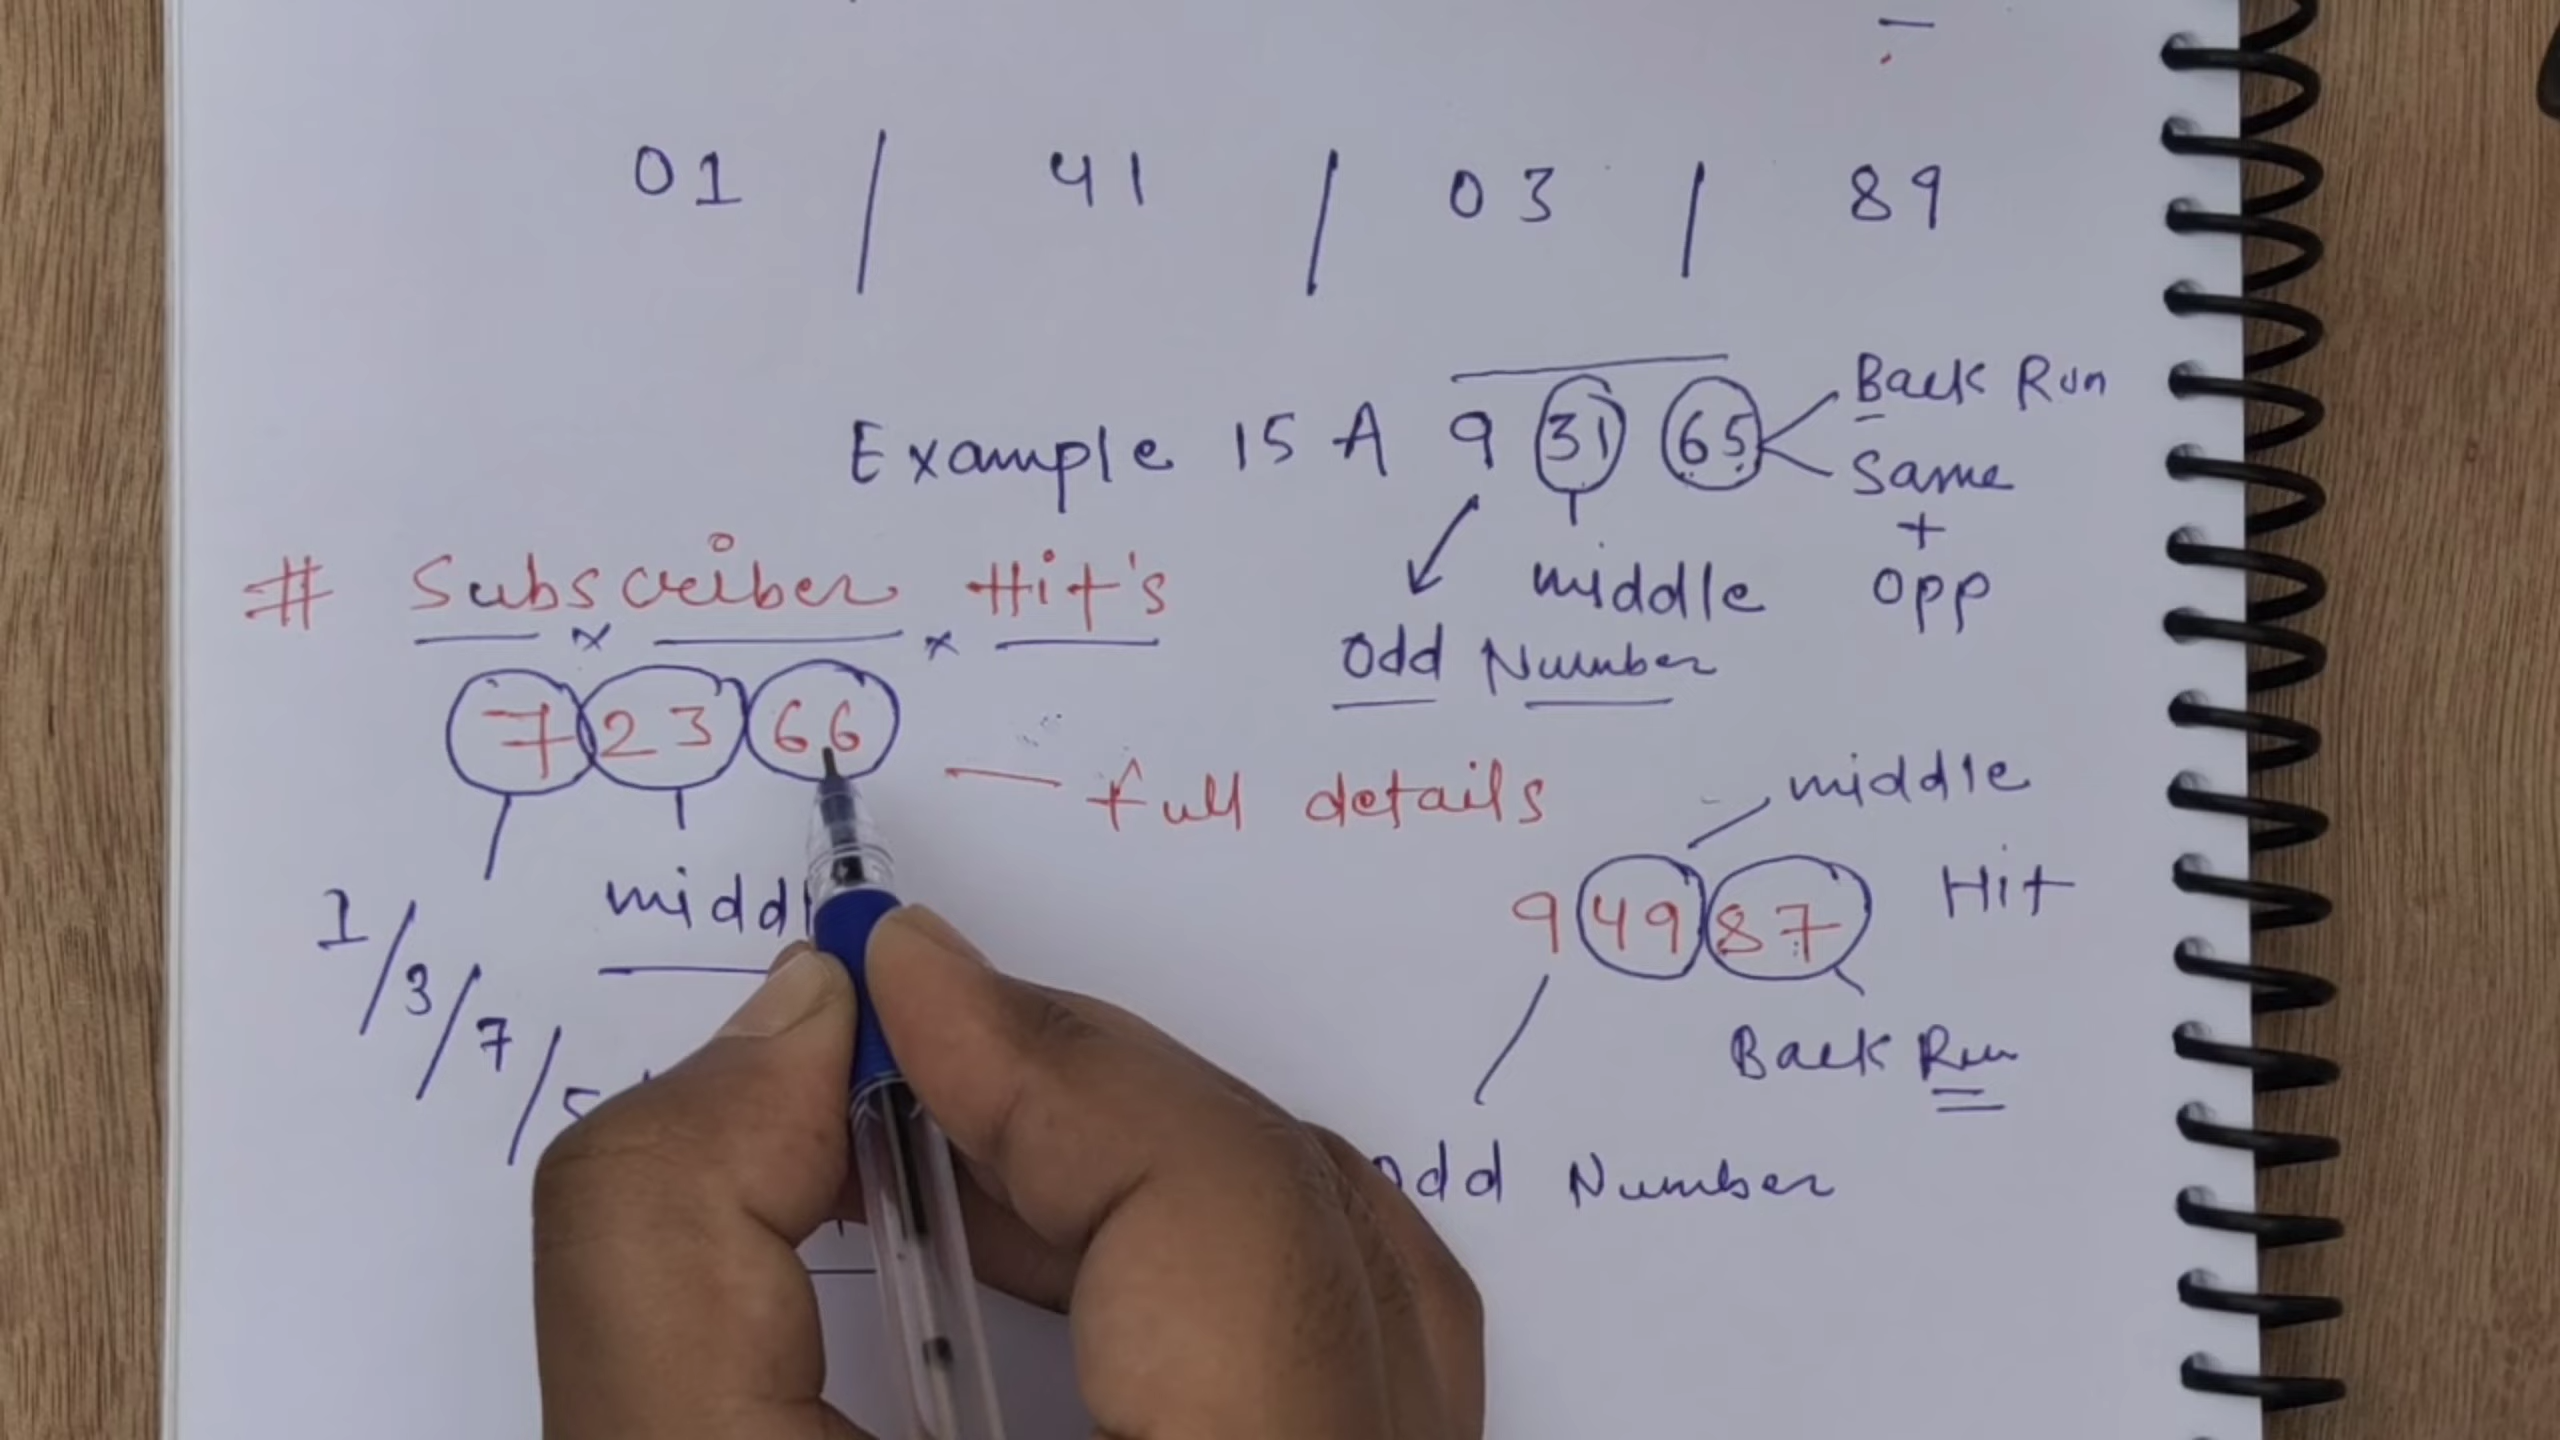 01 / 41 / 03 / 89
Example 15 A 9 31 65
Back Run
Same
+
opp
middle
Odd Number
# Subscriber Hit's
7 23 66
full details
1/3/7/5
middle
9 49 87 Hit
Back Run
Odd Number